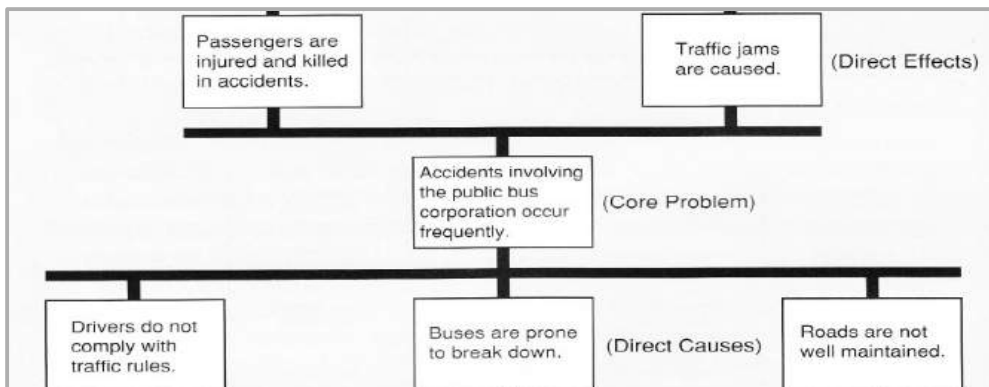 Passengers are
injured and killed
in accidents.
Traffic jams
are caused.
(Direct Effects)
Accidents involving
the public bus
corporation occur
frequently.
(Core Problem)
Drivers do not
comply with
traffic rules.
Buses are prone
to break down.
(Direct Causes)
Roads are not
well maintained.